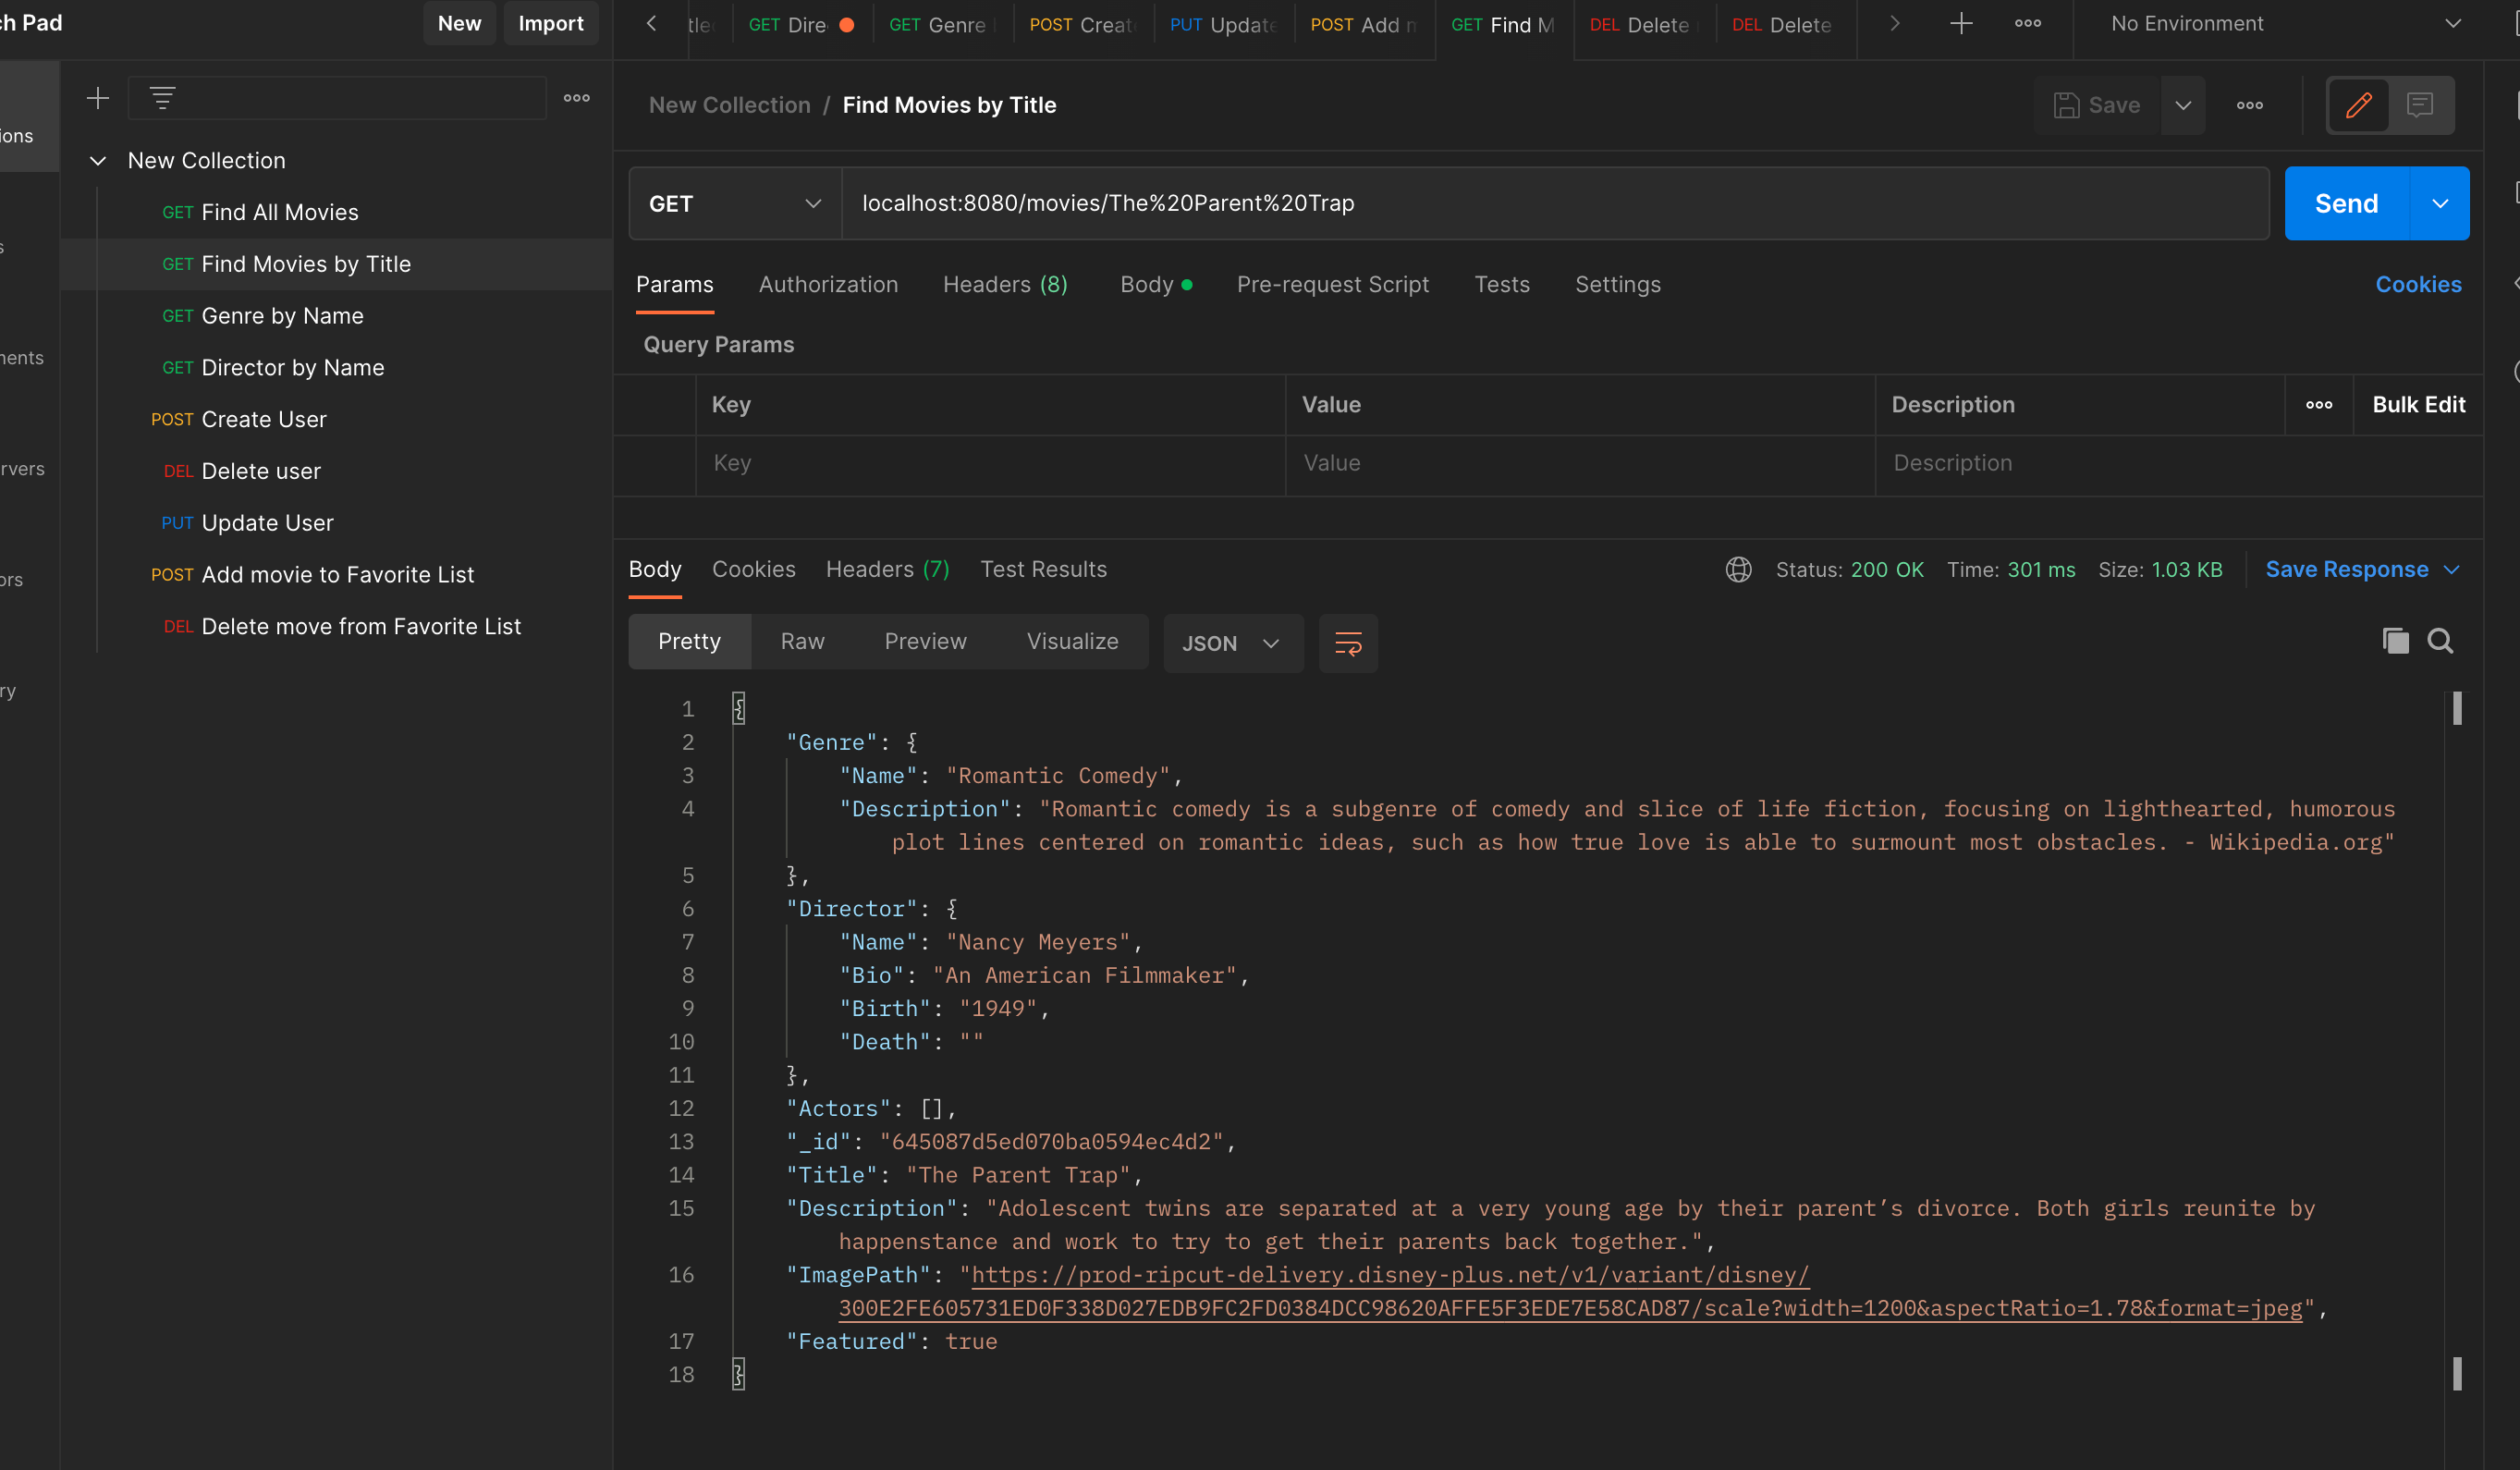 ch Pad
New
Import
GET Dire
GET Genre
POST Creat
PUT Update
POST Add m
GET Find M
DEL Delete
DEL Delete
No Environment
ions
ments
rvers
ors
ry
New Collection
GET Find All Movies
GET Find Movies by Title
GET Genre by Name
GET Director by Name
POST Create User
DEL Delete user
PUT Update User
POST Add movie to Favorite List
DEL Delete move from Favorite List
New Collection / Find Movies by Title
Save
GET
localhost:8080/movies/The%20Parent%20Trap
Send
Params Authorization Headers (8) Body Pre-request Script Tests Settings Cookies
Query Params
Key Value Description Bulk Edit
Key Value Description
Body Cookies Headers (7) Test Results Status: 200 OK Time: 301 ms Size: 1.03 KB Save Response
Pretty Raw Preview Visualize JSON
1 {
2 "Genre": {
3 "Name": "Romantic Comedy",
4 "Description": "Romantic comedy is a subgenre of comedy and slice of life fiction, focusing on lighthearted, humorous
plot lines centered on romantic ideas, such as how true love is able to surmount most obstacles. - Wikipedia.org"
5 },
6 "Director": {
7 "Name": "Nancy Meyers",
8 "Bio": "An American Filmmaker",
9 "Birth": "1949",
10 "Death": ""
11 },
12 "Actors": [],
13 "_id": "645087d5ed070ba0594ec4d2",
14 "Title": "The Parent Trap",
15 "Description": "Adolescent twins are separated at a very young age by their parent’s divorce. Both girls reunite by
happenstance and work to try to get their parents back together.",
16 "ImagePath": "https://prod-ripcut-delivery.disney-plus.net/v1/variant/disney/
300E2FE605731ED0F338D027EDB9FC2FD0384DCC98620AFFE5F3EDE7E58CAD87/scale?width=1200&aspectRatio=1.78&format=jpeg",
17 "Featured": true
18 }